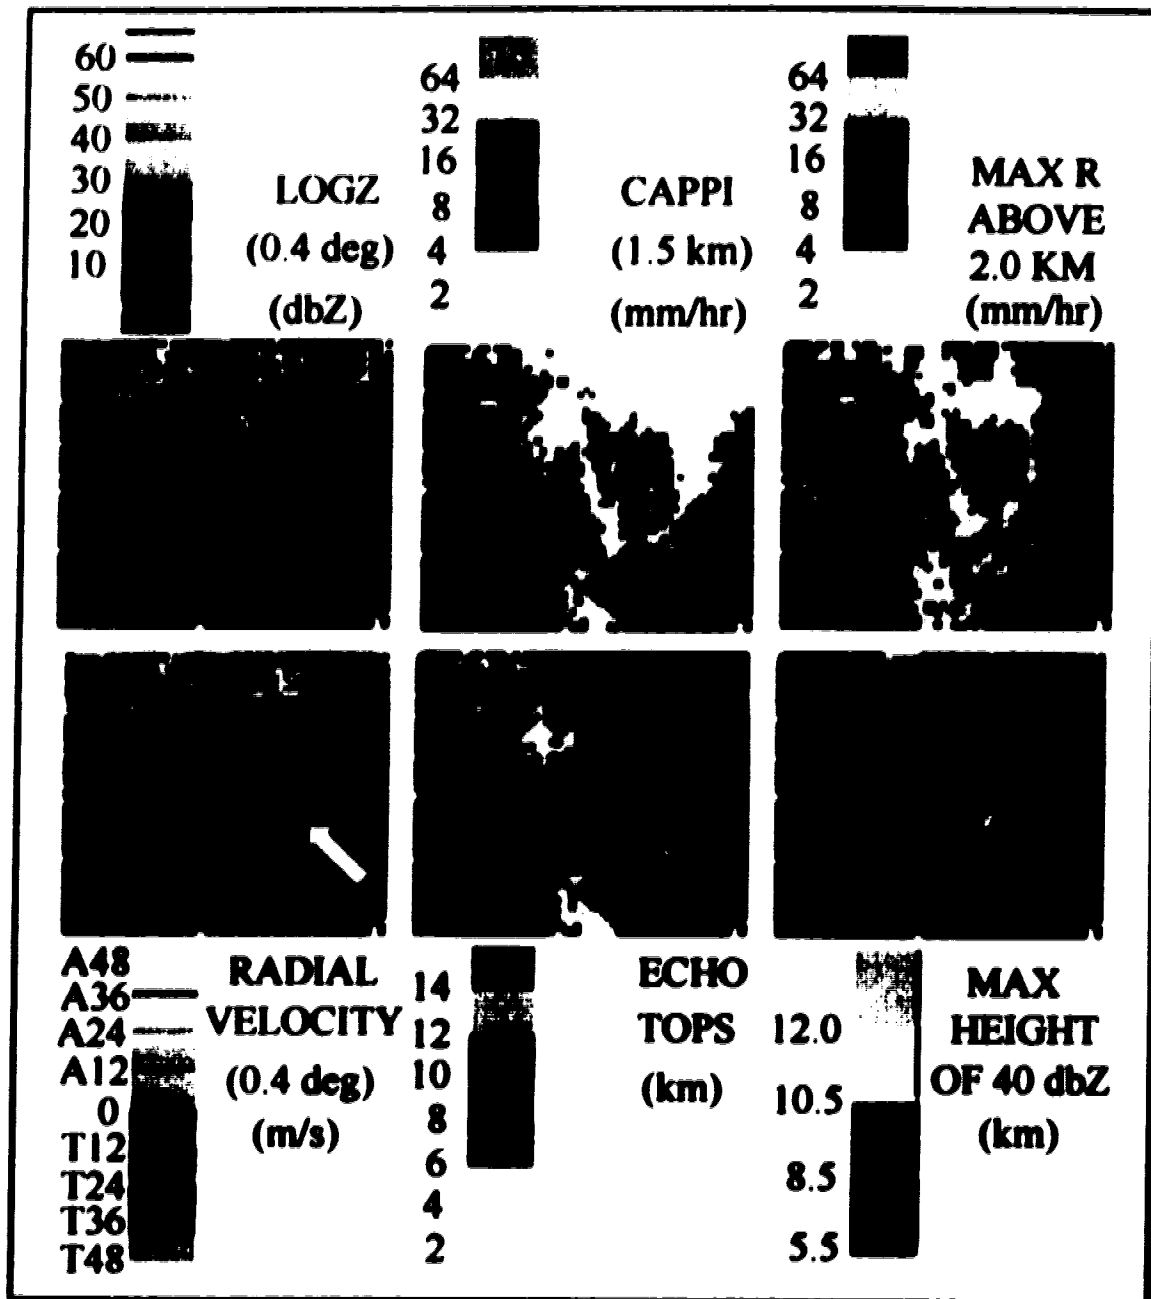 60
50
40
30
20
10
LOGZ
(0.4 deg)
(dbZ)
64
32
16
8
4
2
CAPPI
(1.5 km)
(mm/hr)
64
32
16
8
4
2
MAX R
ABOVE
2.0 KM
(mm/hr)
A48
A36
A24
A12
0
T12
T24
T36
T48
RADIAL
VELOCITY
(0.4 deg)
(m/s)
14
12
10
8
6
4
2
ECHO
TOPS
(km)
12.0
10.5
8.5
5.5
MAX
HEIGHT
OF 40 dbZ
(km)